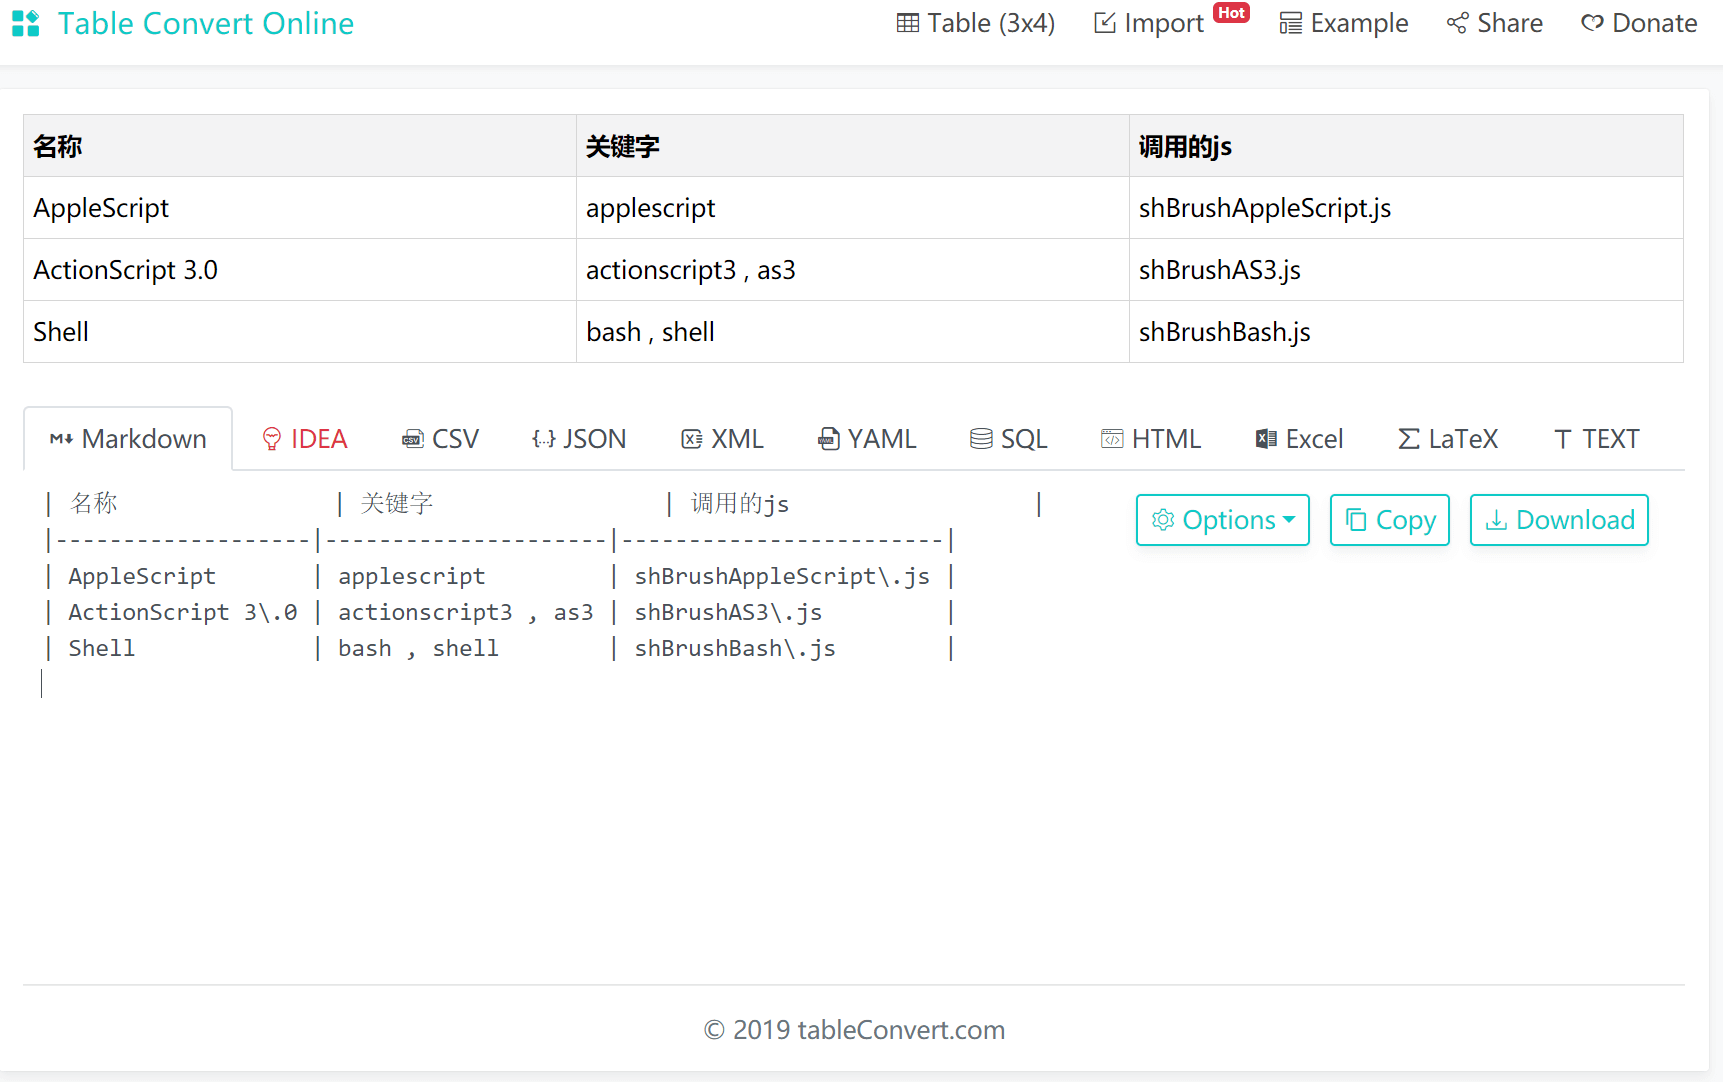 Table Convert Online
Table (3x4) Import Hot Example Share Donate
名称 关键字 调用的js
AppleScript applescript shBrushAppleScript.js
ActionScript 3.0 actionscript3 , as3 shBrushAS3.js
Shell bash , shell shBrushBash.js
Markdown IDEA CSV JSON XML YAML SQL HTML Excel LaTeX TEXT
| 名称                | 关键字                 | 调用的js                  |
|-------------------|---------------------|------------------------|
| AppleScript       | applescript         | shBrushAppleScript\.js |
| ActionScript 3\.0 | actionscript3 , as3 | shBrushAS3\.js         |
| Shell             | bash , shell        | shBrushBash\.js        |
Options Copy Download
© 2019 tableConvert.com